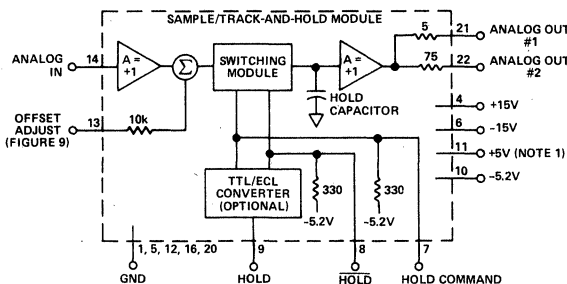 SAMPLE/TRACK-AND-HOLD MODULE
ANALOG IN
14
A = +1
Σ
SWITCHING MODULE
A = +1
5
21
ANALOG OUT #1
75
22
ANALOG OUT #2
HOLD CAPACITOR
OFFSET ADJUST (FIGURE 9)
13
10k
4
+15V
6
-15V
11
+5V (NOTE 1)
10
-5.2V
TTL/ECL CONVERTER (OPTIONAL)
330
-5.2V
330
-5.2V
1, 5, 12, 16, 20
9
8
7
GND
HOLD
HOLD
HOLD COMMAND